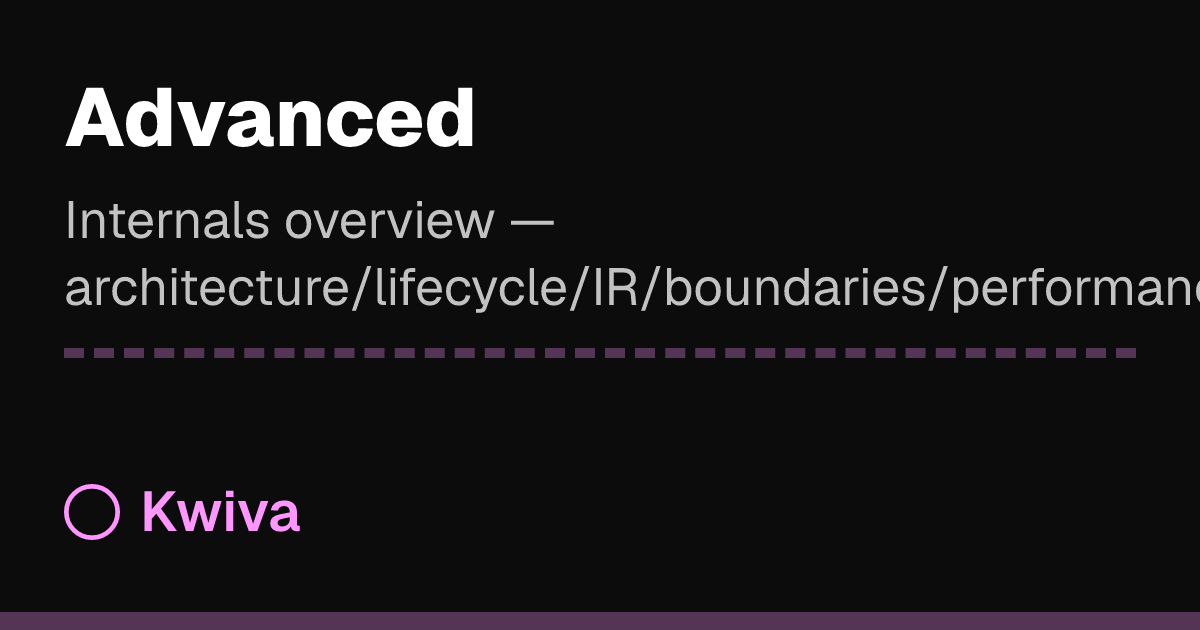 Advanced
Internals overview —
architecture/lifecycle/IR/boundaries/performan
Kwiva